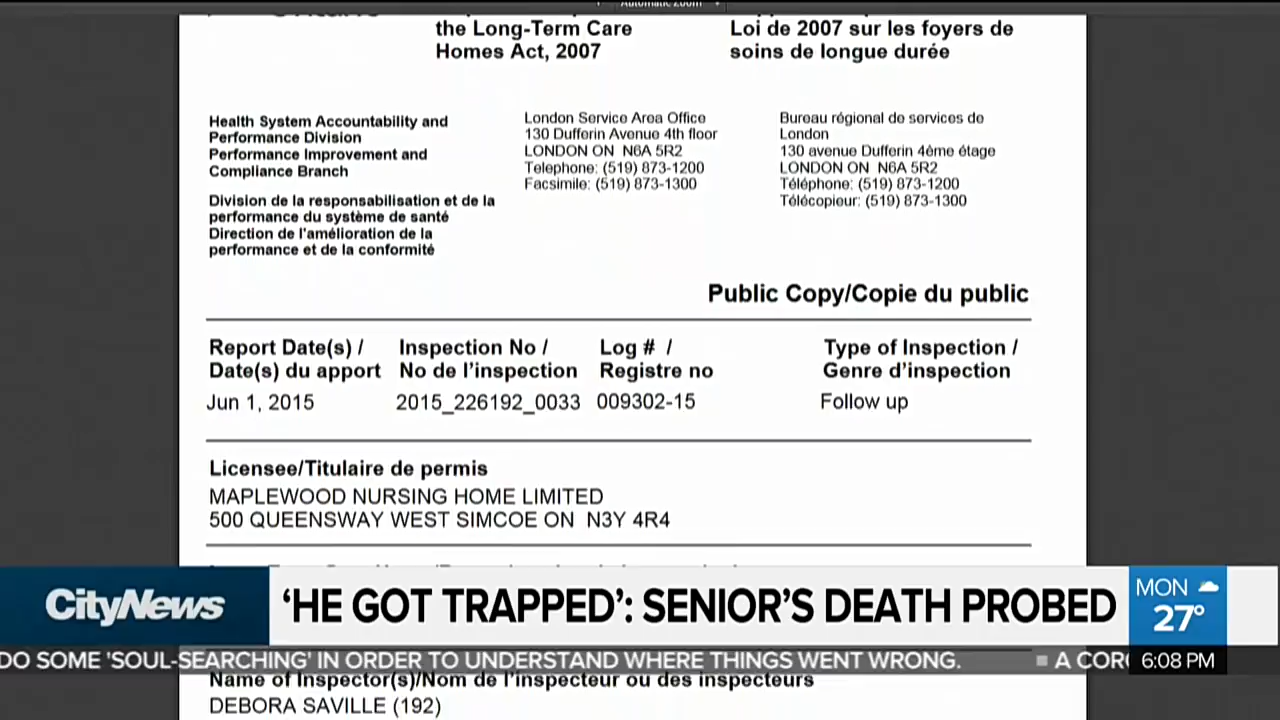 Automatic Zoom
the Long-Term Care
Homes Act, 2007
Loi de 2007 sur les foyers de
soins de longue durée
Health System Accountability and
Performance Division
Performance Improvement and
Compliance Branch
Division de la responsabilisation et de la
performance du système de santé
Direction de l'amélioration de la
performance et de la conformité
London Service Area Office
130 Dufferin Avenue 4th floor
LONDON ON N6A 5R2
Telephone: (519) 873-1200
Facsimile: (519) 873-1300
Bureau régional de services de
London
130 avenue Dufferin 4ème étage
LONDON ON N6A 5R2
Téléphone: (519) 873-1200
Télécopieur: (519) 873-1300
Public Copy/Copie du public
Report Date(s) /
Date(s) du apport
Inspection No /
No de l'inspection
Log # /
Registre no
Type of Inspection /
Genre d'inspection
Jun 1, 2015
2015_226192_0033
009302-15
Follow up
Licensee/Titulaire de permis
MAPLEWOOD NURSING HOME LIMITED
500 QUEENSWAY WEST SIMCOE ON N3Y 4R4
CityNews
'HE GOT TRAPPED': SENIOR'S DEATH PROBED
MON
27°
DO SOME 'SOUL-SEARCHING' IN ORDER TO UNDERSTAND WHERE THINGS WENT WRONG.
A COR
6:08 PM
Name of Inspector(s)/Nom de l'inspecteur ou des inspecteurs
DEBORA SAVILLE (192)